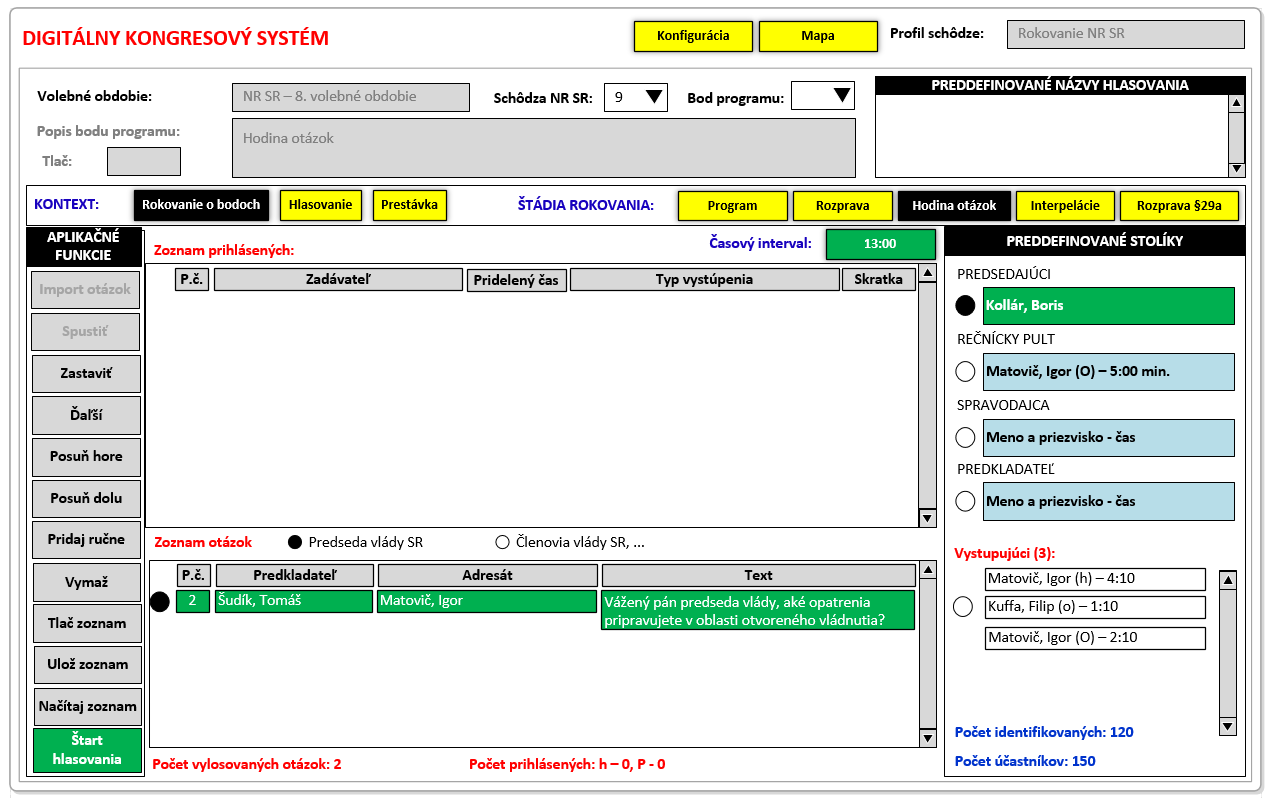 DIGITÁLNY KONGRESOVÝ SYSTÉM
Konfigurácia
Mapa
Profil schôdze:
Rokovanie NR SR
Volebné obdobie:
NR SR – 8. volebné obdobie
Schôdza NR SR:
9
Bod programu:
PREDDEFINOVANÉ NÁZVY HLASOVANIA
Popis bodu programu:
Hodina otázok
Tlač:
KONTEXT:
Rokovanie o bodoch
Hlasovanie
Prestávka
ŠTÁDIA ROKOVANIA:
Program
Rozprava
Hodina otázok
Interpelácie
Rozprava §29a
APLIKAČNÉ
FUNKCIE
Import otázok
Spustiť
Zastaviť
Ďaľší
Posuň hore
Posuň dolu
Pridaj ručne
Vymaž
Tlač zoznam
Ulož zoznam
Načítaj zoznam
Štart
hlasovania
Zoznam prihlásených:
Časový interval:
13:00
P.č.
Zadávateľ
Pridelený čas
Typ vystúpenia
Skratka
Zoznam otázok
Predseda vlády SR
Členovia vlády SR, ...
P.č.
Predkladateľ
Adresát
Text
2
Šudík, Tomáš
Matovič, Igor
Vážený pán predseda vlády, aké opatrenia
pripravujete v oblasti otvoreného vládnutia?
Počet vylosovaných otázok: 2
Počet prihlásených: h – 0, P - 0
PREDDEFINOVANÉ STOLÍKY
PREDSEDAJÚCI
Kollár, Boris
REČNÍCKY PULT
Matovič, Igor (O) – 5:00 min.
SPRAVODAJCA
Meno a priezvisko - čas
PREDKLADATEĽ
Meno a priezvisko - čas
Vystupujúci (3):
Matovič, Igor (h) – 4:10
Kuffa, Filip (o) – 1:10
Matovič, Igor (O) – 2:10
Počet identifikovaných: 120
Počet účastníkov: 150